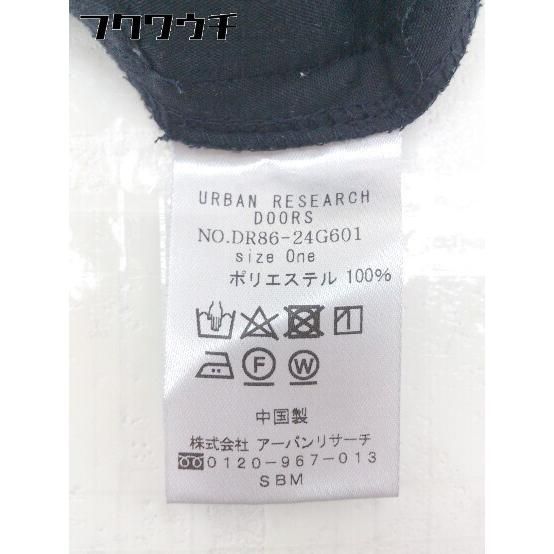 フクワウチ
URBAN RESEARCH
DOORS
NO.DR86-24G601
size One
ポリエステル 100%
F W
中国製
株式会社 アーバンリサーチ
0120-967-013
SBM